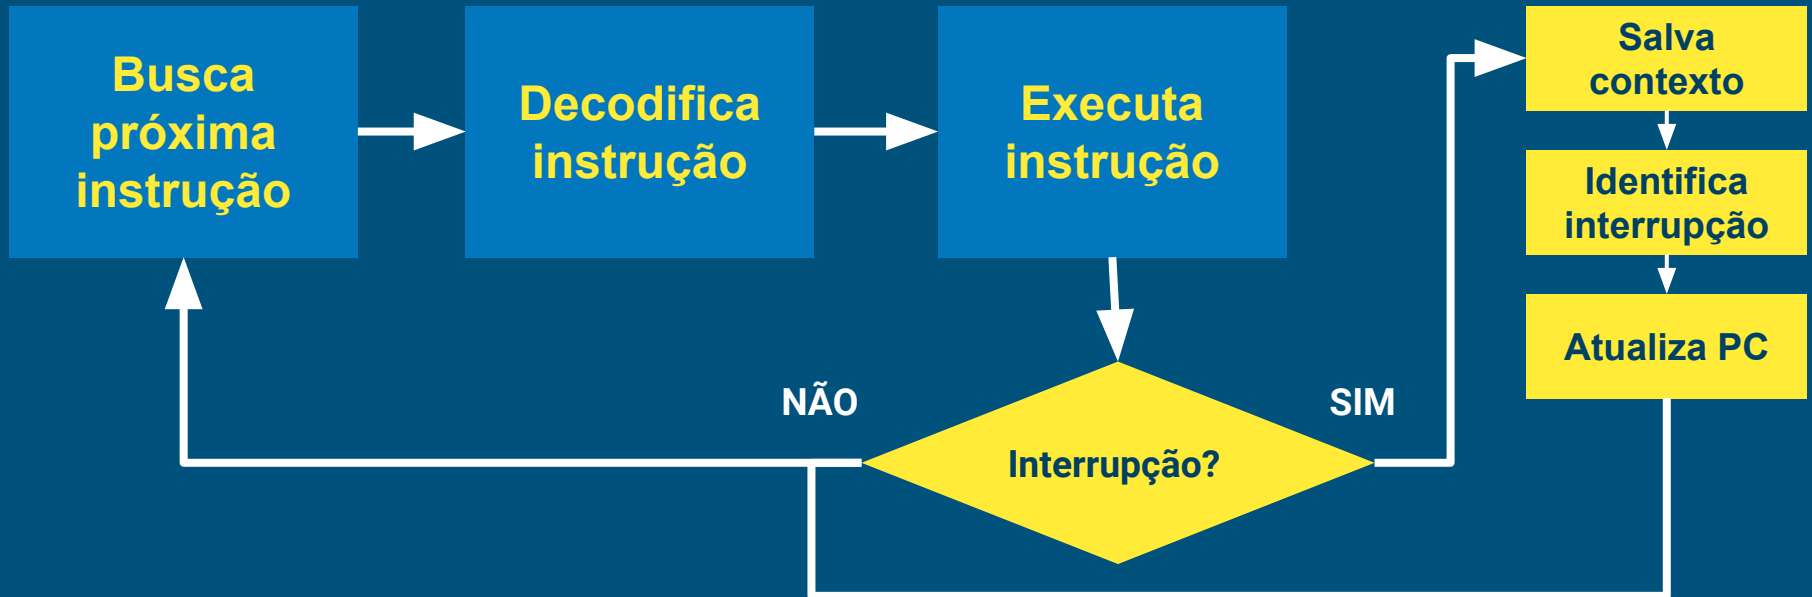 Busca
próxima
instrução
Decodifica
instrução
Executa
instrução
Salva
contexto
Identifica
interrupção
Atualiza PC
NÃO
SIM
Interrupção?